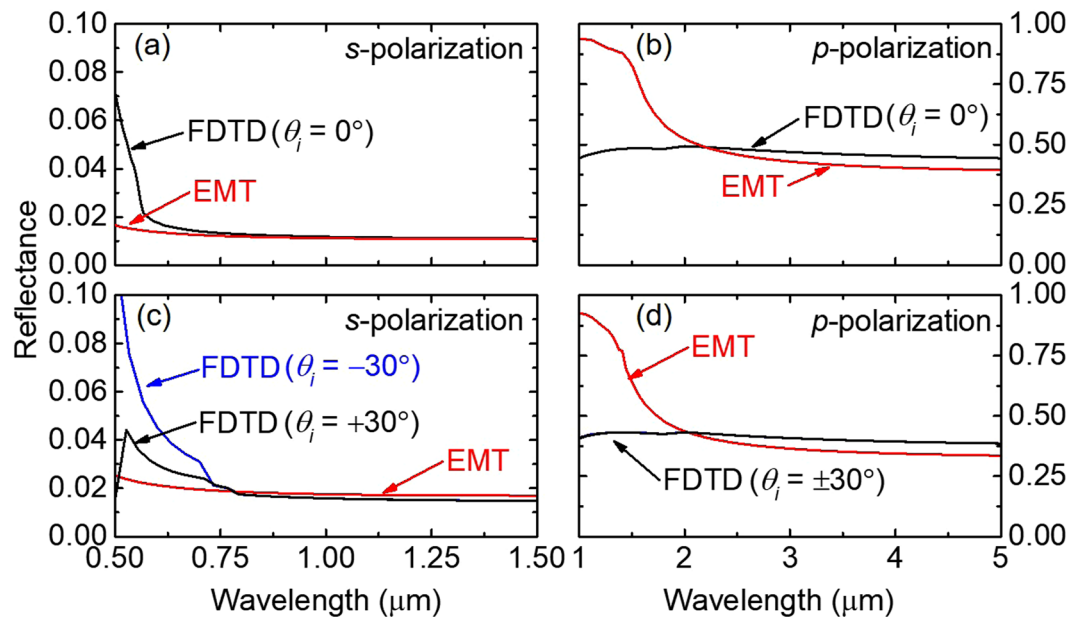 0.10
(a)
s-polarization
0.08
FDTD (θi = 0°)
0.06
0.04
EMT
0.02
0.00
(b)
p-polarization
1.00
FDTD (θi = 0°)
0.75
0.50
EMT
0.25
0.00
Reflectance
0.10
(c)
s-polarization
0.08
FDTD (θi = −30°)
0.06
FDTD (θi = +30°)
0.04
EMT
0.02
0.00
0.50 0.75 1.00 1.25 1.50
Wavelength (μm)
(d)
p-polarization
1.00
EMT
0.75
0.50
FDTD (θi = ±30°)
0.25
0.00
1 2 3 4 5
Wavelength (μm)